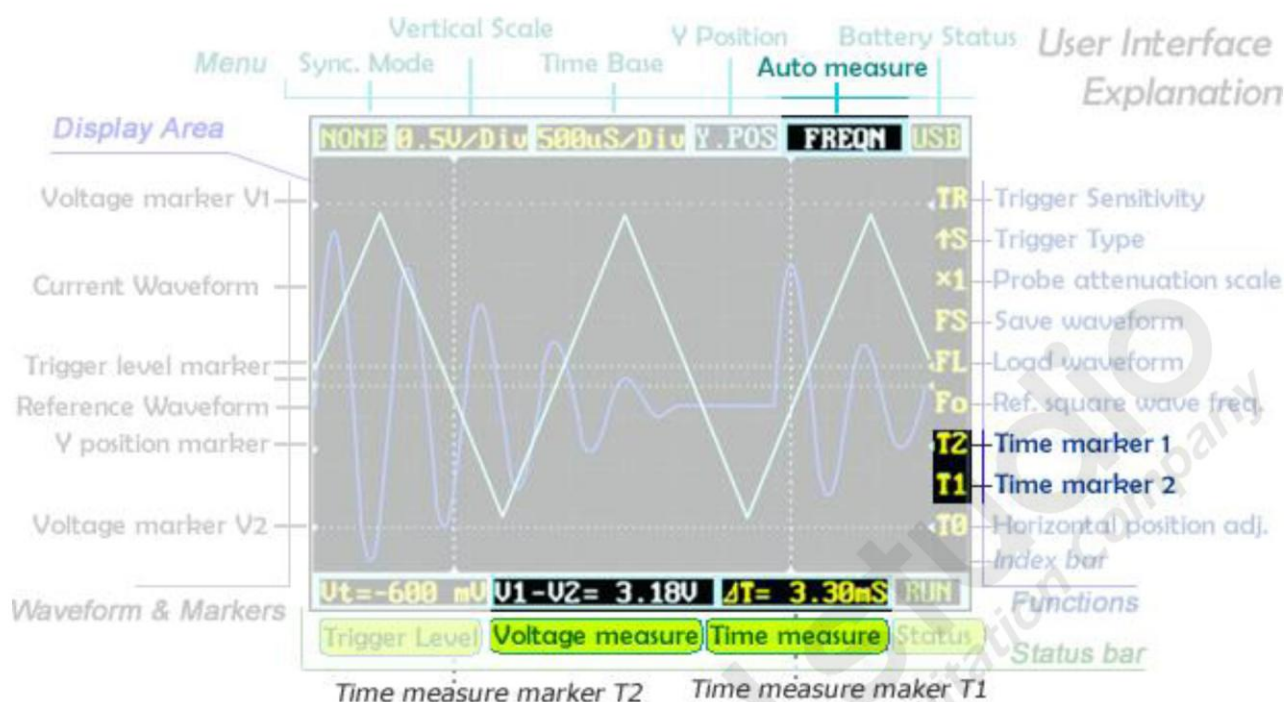 Vertical Scale Y Position Battery Status User Interface
Menu Sync. Mode Time Base Auto measure Explanation
Display Area
NONE 0.5V/Div 500uS/Div Y.POS FREQN USB
Voltage marker V1 TR Trigger Sensitivity
↑S Trigger Type
Current Waveform ×1 Probe attenuation scale
FS Save waveform
Trigger level marker FL Load waveform
Reference Waveform Fo Ref. square wave freq.
Y position marker T2 Time marker 1
T1 Time marker 2
Voltage marker V2 T0 Horizontal position adj.
Index bar
Waveform & Markers Vt=-600 mV V1-V2= 3.18V ΔT= 3.30mS RUN Functions
Trigger Level Voltage measure Time measure Status Status bar
Time measure marker T2 Time measure maker T1